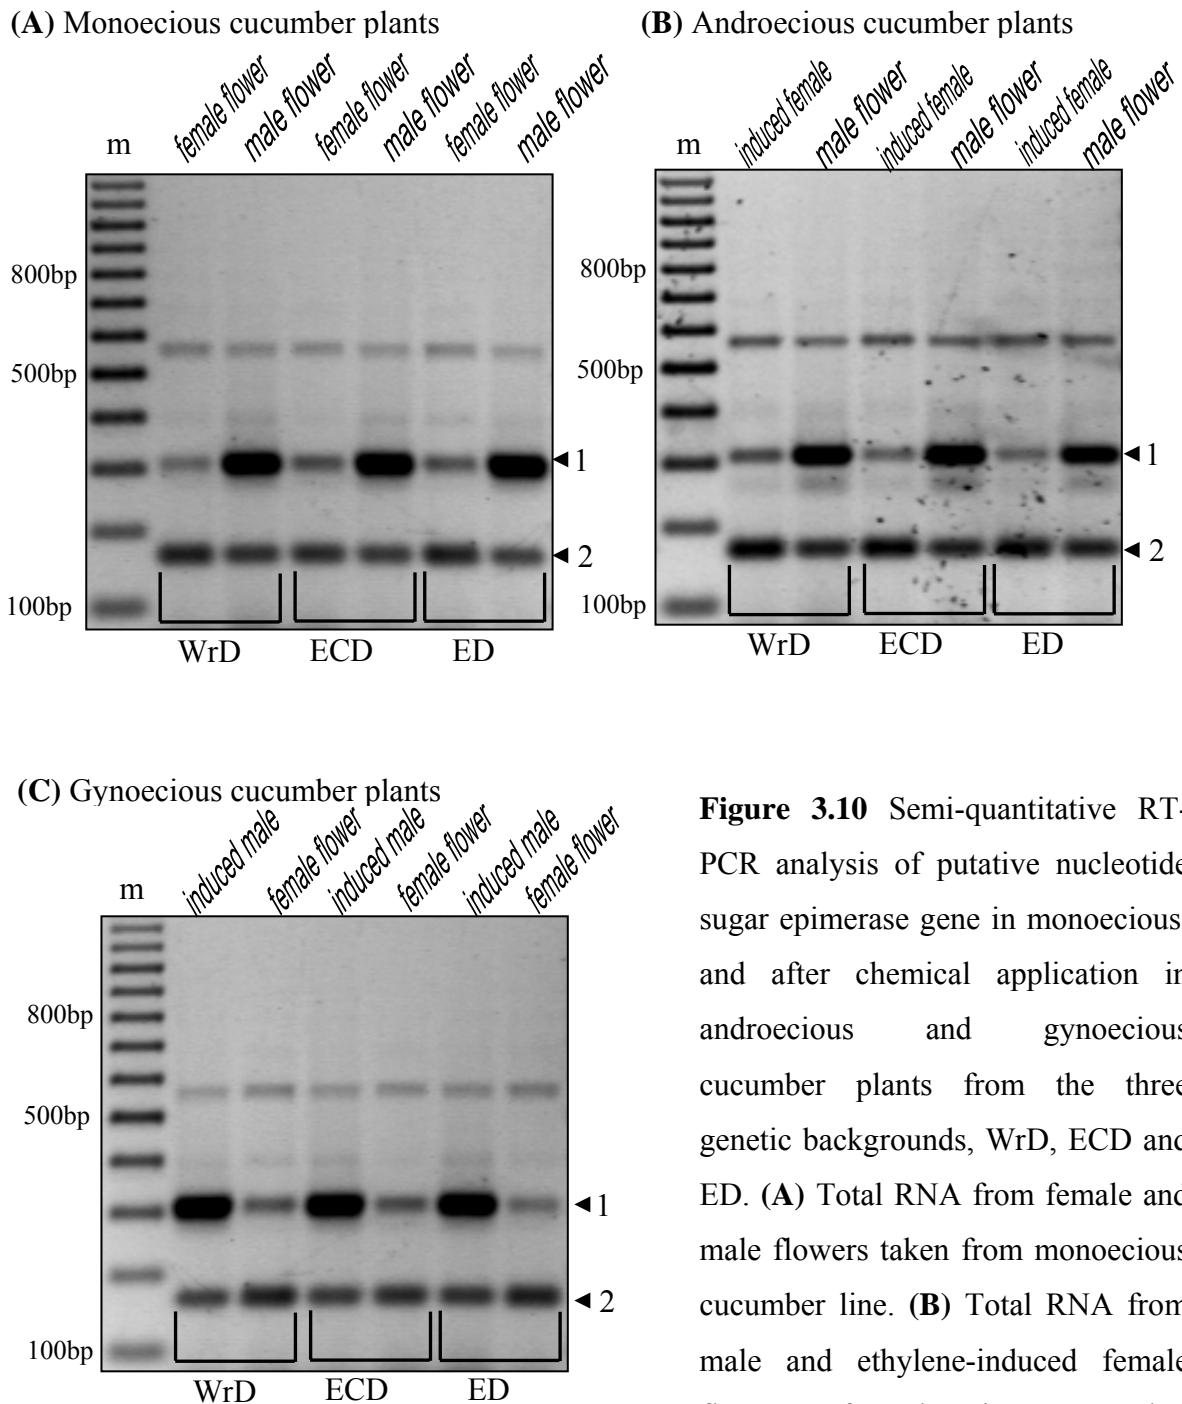 (A) Monoecious cucumber plants
female flower
male flower
female flower
male flower
female flower
male flower
m
800bp
500bp
100bp
1
2
WrD ECD ED
(B) Androecious cucumber plants
induced female
male flower
induced female
male flower
induced female
male flower
m
800bp
500bp
100bp
1
2
WrD ECD ED
(C) Gynoecious cucumber plants
induced male
female flower
induced male
female flower
induced male
female flower
m
800bp
500bp
100bp
1
2
WrD ECD ED
Figure 3.10 Semi-quantitative RT-
PCR analysis of putative nucleotide
sugar epimerase gene in monoecious
and after chemical application in
androecious and gynoecious
cucumber plants from the three
genetic backgrounds, WrD, ECD and
ED. (A) Total RNA from female and
male flowers taken from monoecious
cucumber line. (B) Total RNA from
male and ethylene-induced female